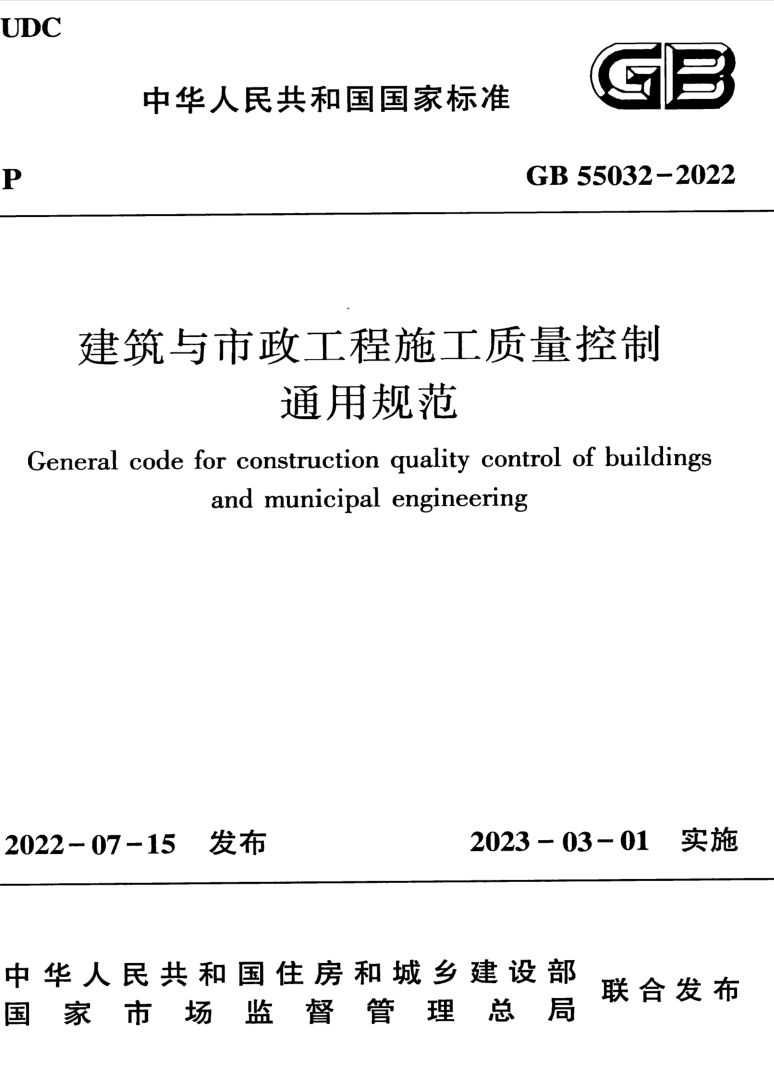 UDC
中华人民共和国国家标准
GB
P
GB 55032-2022
建筑与市政工程施工质量控制
通用规范
General code for construction quality control of buildings
and municipal engineering
2022-07-15 发布
2023-03-01 实施
中华人民共和国住房和城乡建设部
国家市场监督管理总局
联合发布